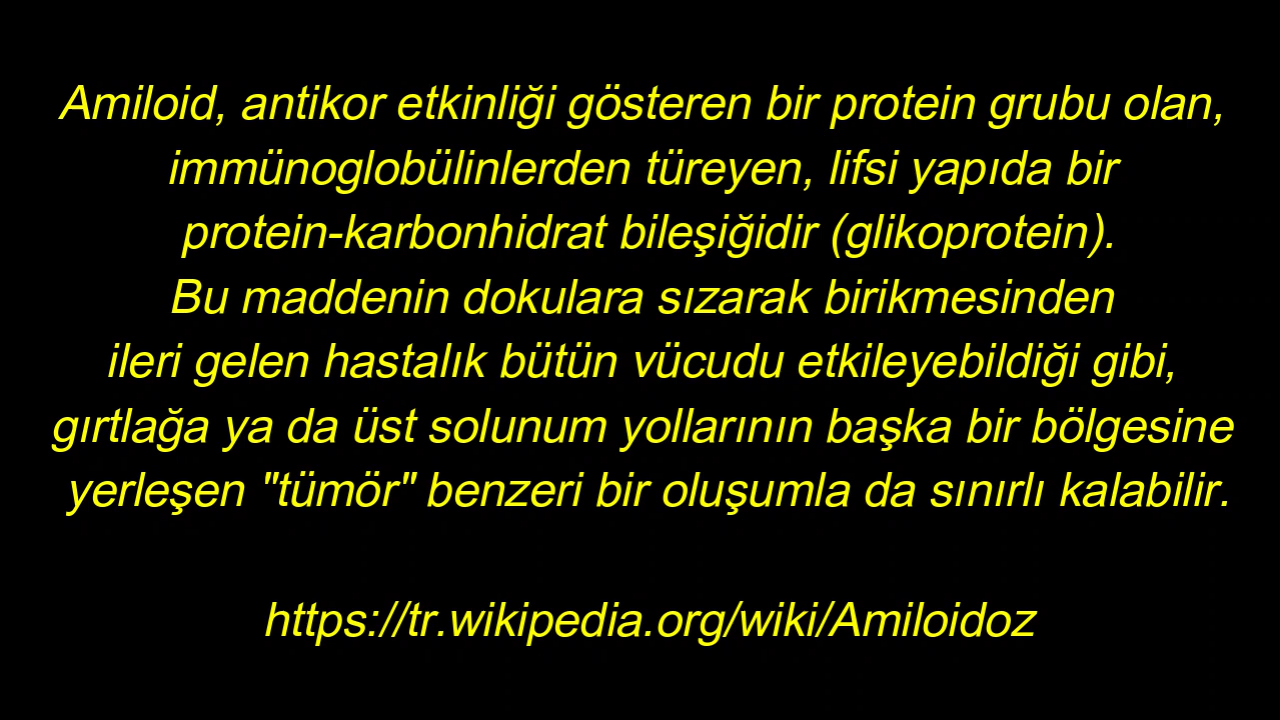 Amiloid, antikor etkinliği gösteren bir protein grubu olan,
immünoglobülinlerden türeyen, lifsi yapıda bir
protein-karbonhidrat bileşiğidir (glikoprotein).
Bu maddenin dokulara sızarak birikmesinden
ileri gelen hastalık bütün vücudu etkileyebildiği gibi,
gırtlağa ya da üst solunum yollarının başka bir bölgesine
yerleşen "tümör" benzeri bir oluşumla da sınırlı kalabilir.
https://tr.wikipedia.org/wiki/Amiloidoz